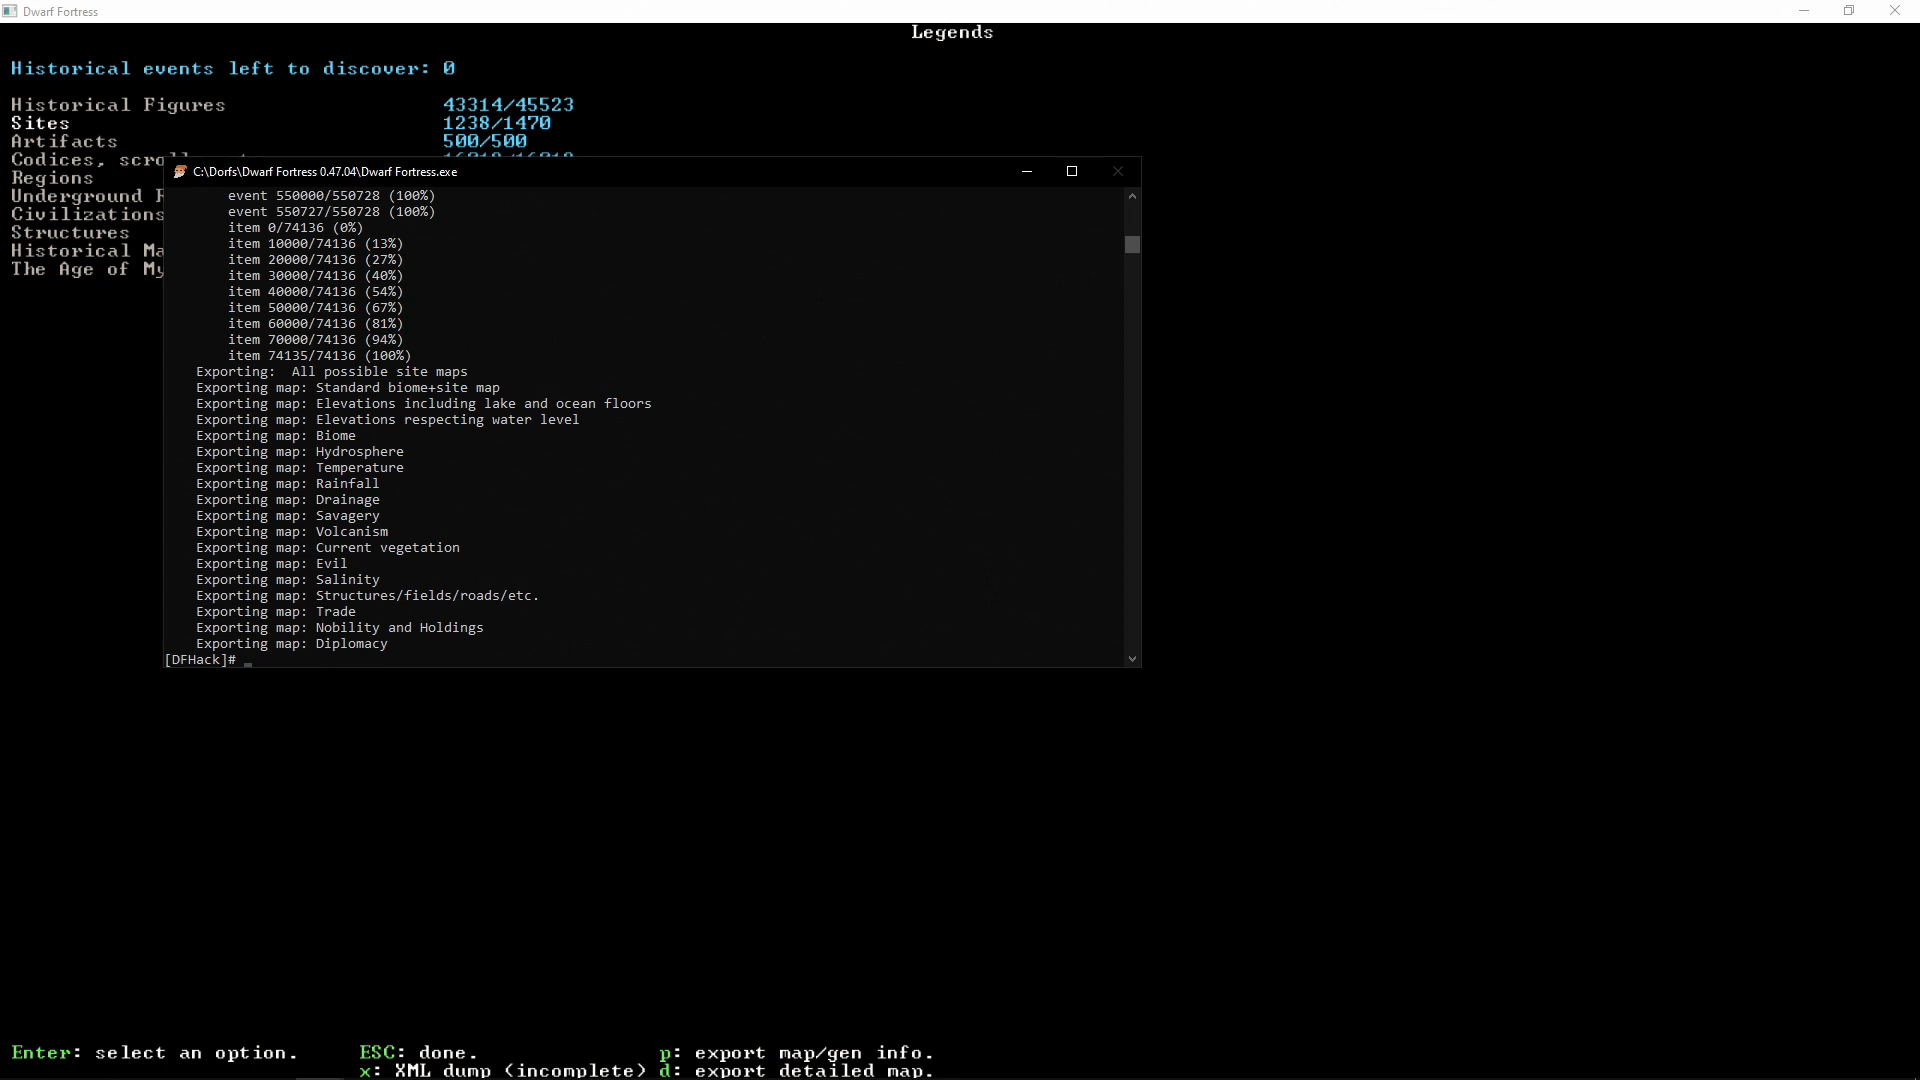 Dwarf Fortress
Legends
Historical events left to discover: 0
Historical Figures 43314/45523
Sites 1238/1470
Artifacts 500/500
Codices,
Regions
Underground
Civilizations
Structures
Historical
The Age of
C:\Dorfs\Dwarf Fortress 0.47.04\Dwarf Fortress.exe
event 550000/550728 (100%)
event 550727/550728 (100%)
item 0/74136 (0%)
item 10000/74136 (13%)
item 20000/74136 (27%)
item 30000/74136 (40%)
item 40000/74136 (54%)
item 50000/74136 (67%)
item 60000/74136 (81%)
item 70000/74136 (94%)
item 74135/74136 (100%)
Exporting:  All possible site maps
Exporting map: Standard biome+site map
Exporting map: Elevations including lake and ocean floors
Exporting map: Elevations respecting water level
Exporting map: Biome
Exporting map: Hydrosphere
Exporting map: Temperature
Exporting map: Rainfall
Exporting map: Drainage
Exporting map: Savagery
Exporting map: Volcanism
Exporting map: Current vegetation
Exporting map: Evil
Exporting map: Salinity
Exporting map: Structures/fields/roads/etc.
Exporting map: Trade
Exporting map: Nobility and Holdings
Exporting map: Diplomacy
[DFHack]# _
Enter: select an option. ESC: done. p: export map/gen info.
x: XML dump (incomplete) d: export detailed map.